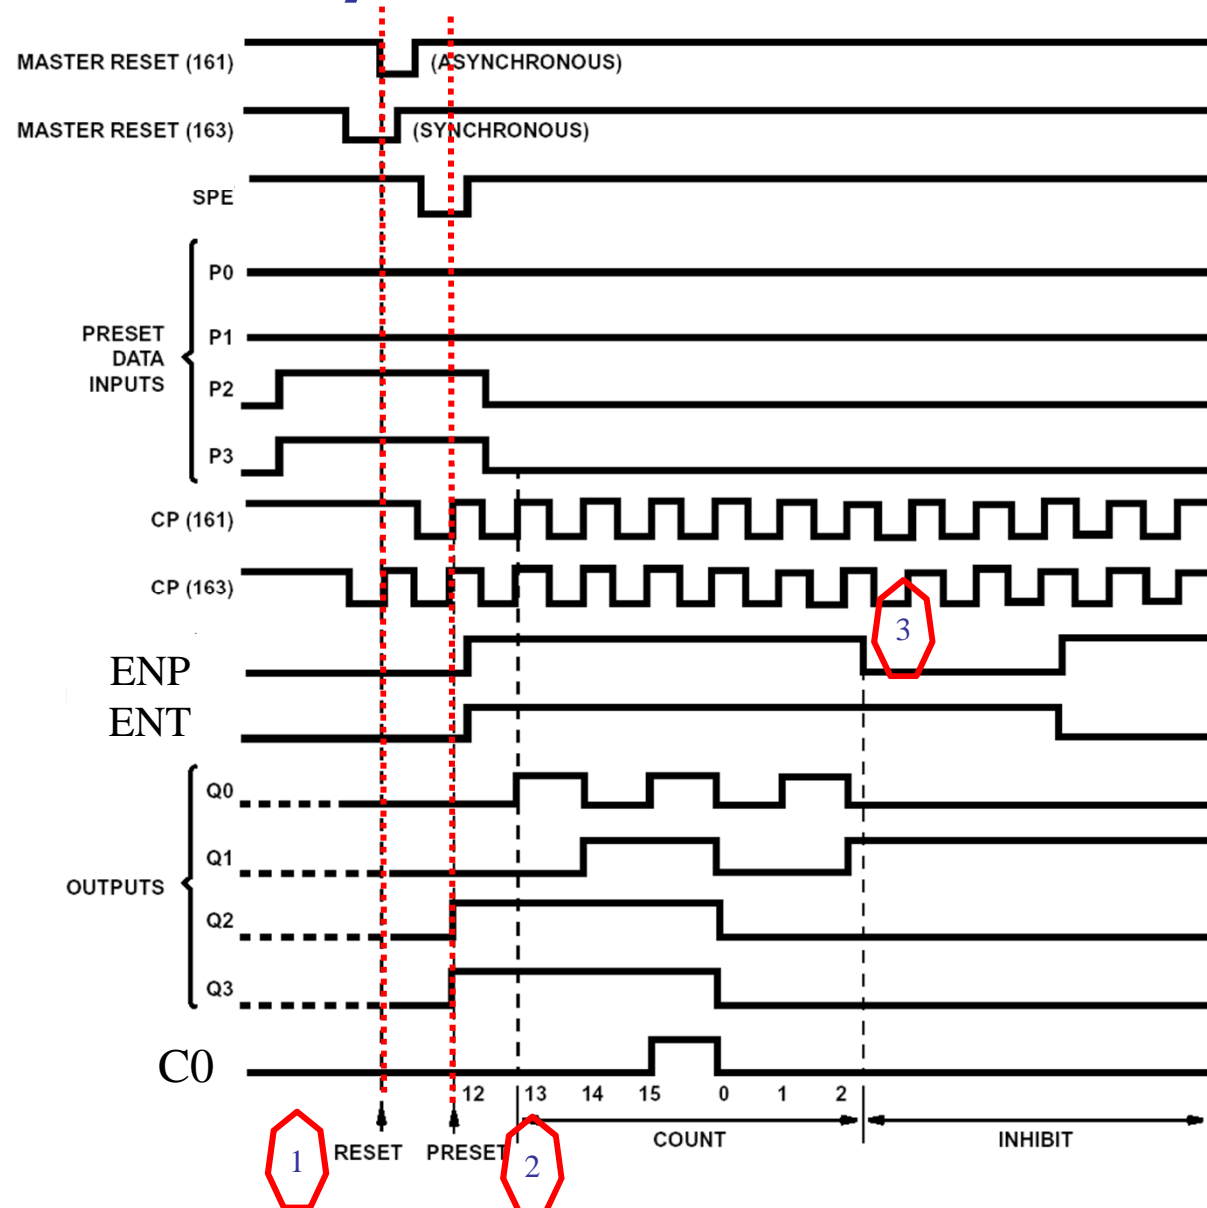 2
MASTER RESET (161)
(ASYNCHRONOUS)
MASTER RESET (163)
(SYNCHRONOUS)
SPE
P0
PRESET
DATA
INPUTS
P1
P2
P3
CP (161)
CP (163)
3
ENP
ENT
Q0
Q1
OUTPUTS
Q2
Q3
C0
12 13 14 15 0 1 2
1 RESET PRESET 2 COUNT INHIBIT